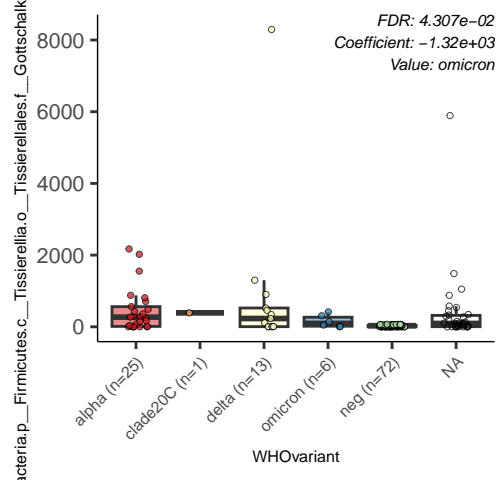 FDR: 4.307e−02
Coefficient: −1.32e+03
Value: omicron
8000
6000
4000
2000
0
acteria.p__Firmicutes.c__Tissierellia.o__Tissierellales.f__Gottschalk
alpha (n=25)
clade20C (n=1)
delta (n=13)
omicron (n=6)
neg (n=72)
NA
WHOvariant